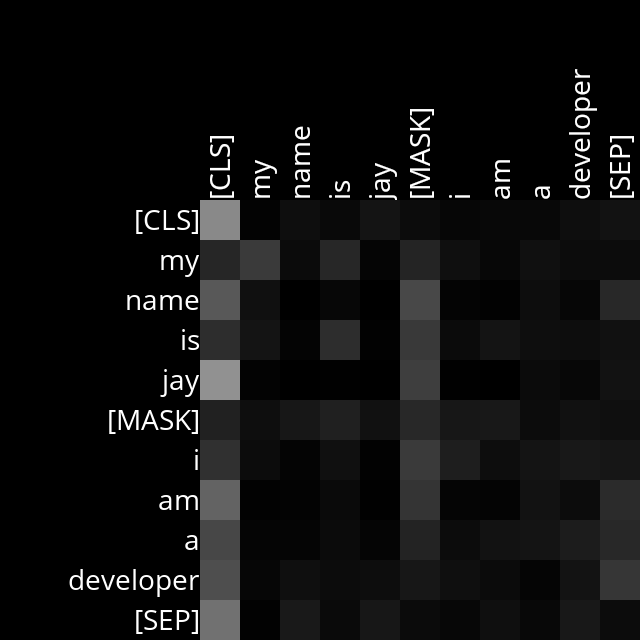 [CLS] my name is jay [MASK] i am a developer [SEP]
[CLS]
my
name
is
jay
[MASK]
i
am
a
developer
[SEP]